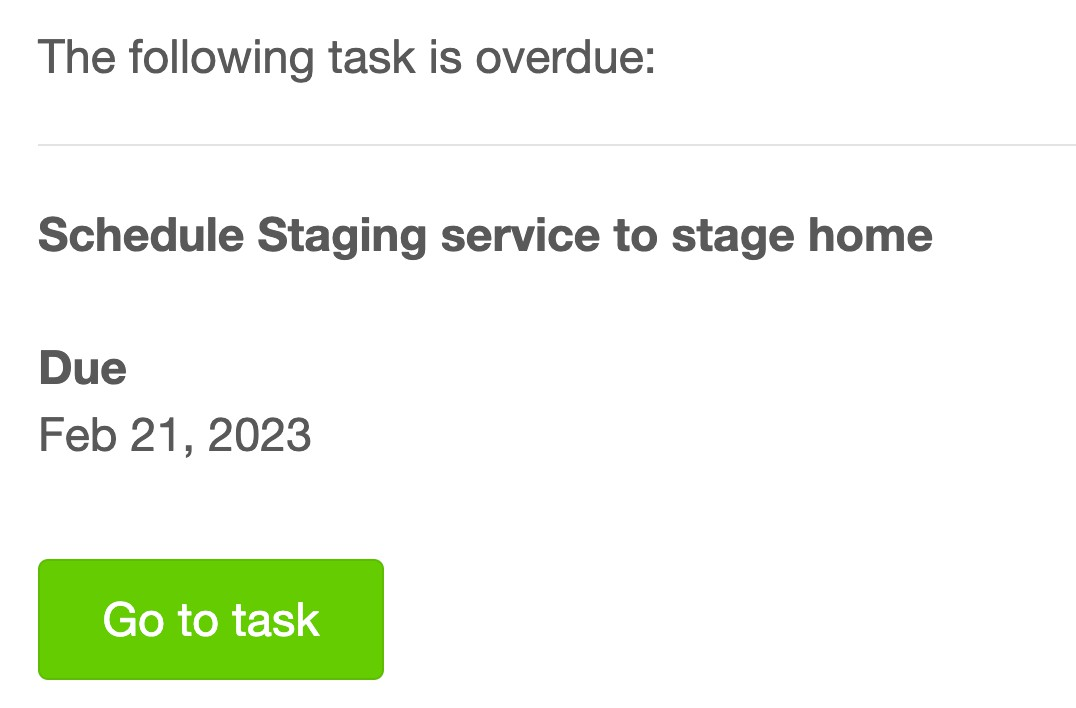 The following task is overdue:
Schedule Staging service to stage home
Due
Feb 21, 2023
Go to task